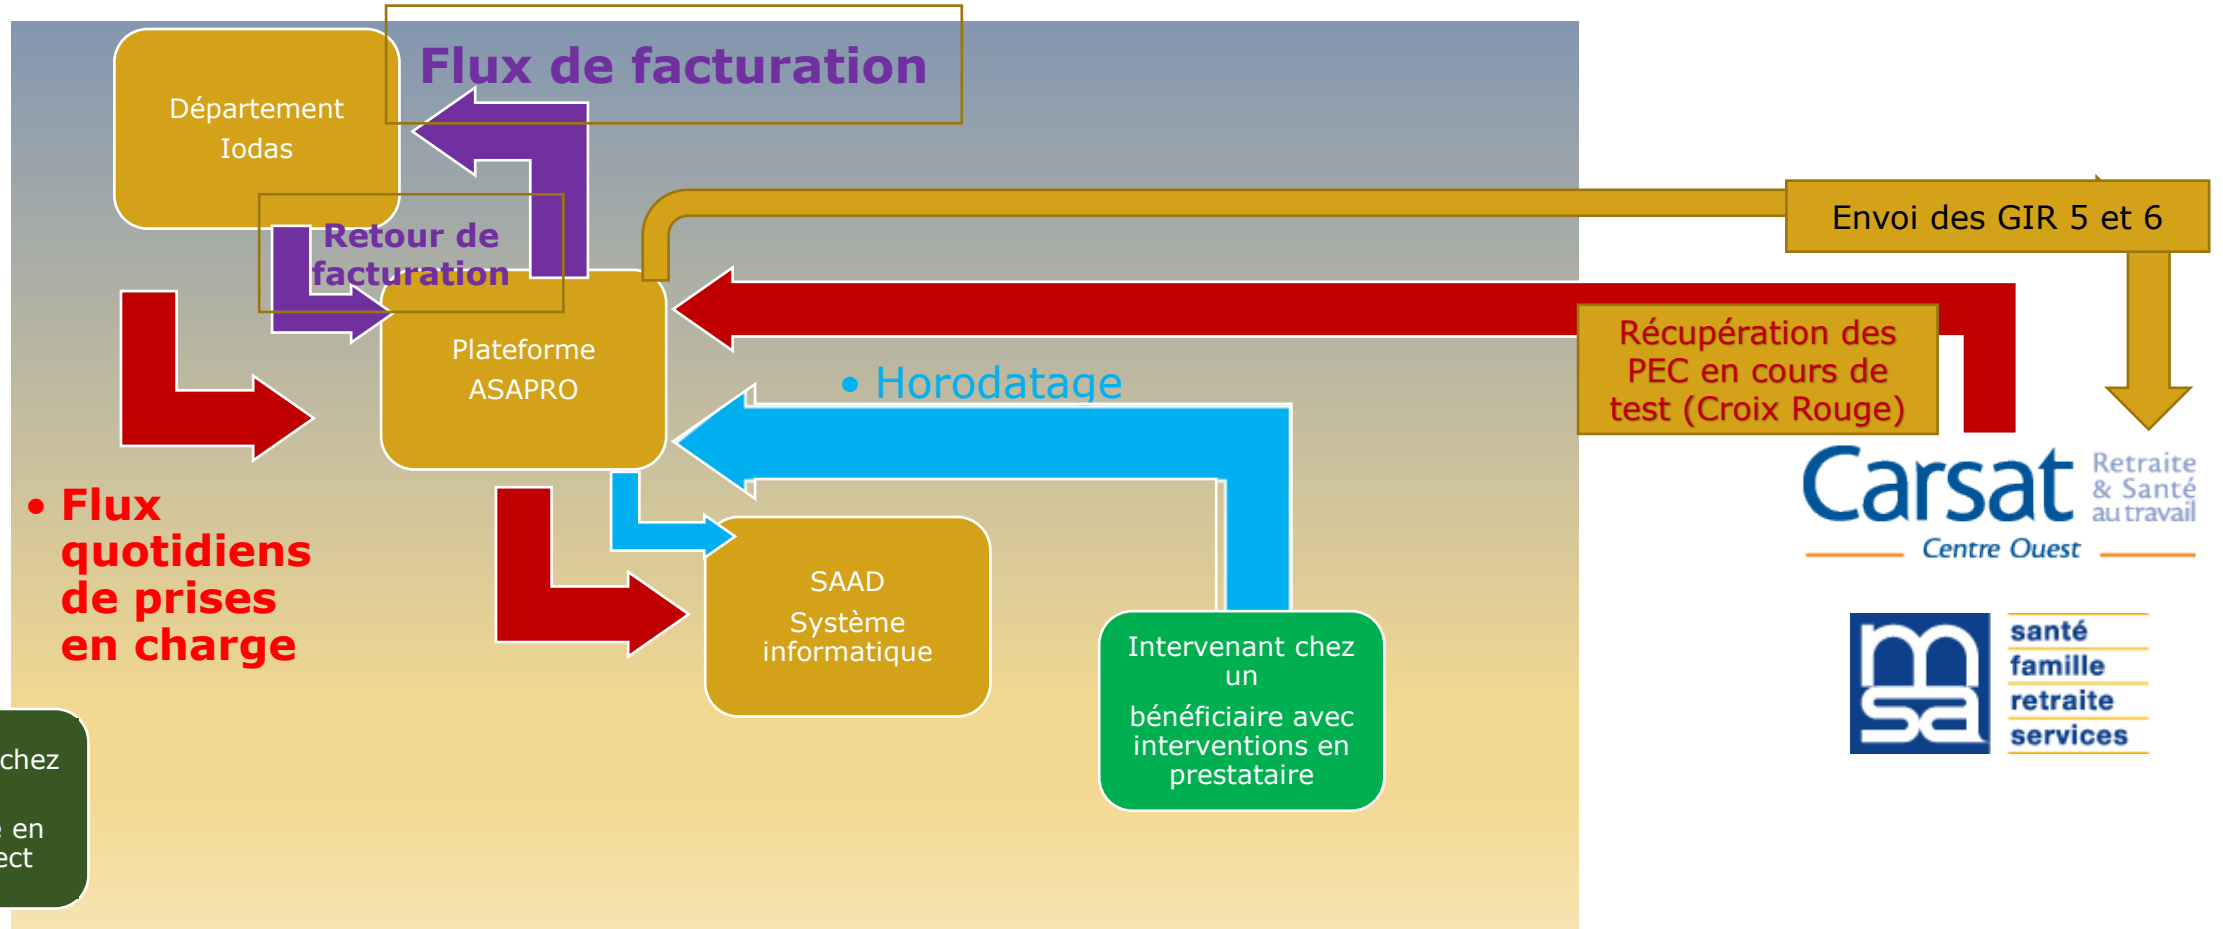 Flux de facturation
Département
Iodas
Envoi des GIR 5 et 6
Retour de
facturation
Récupération des
PEC en cours de
test (Croix Rouge)
Plateforme
ASAPRO
• Horodatage
Carsat
Retraite
& Santé
au travail
Centre Ouest
• Flux
quotidiens
de prises
en charge
SAAD
Système
informatique
Intervenant chez
un
bénéficiaire avec
interventions en
prestataire
msa
santé
famille
retraite
services
chez
en